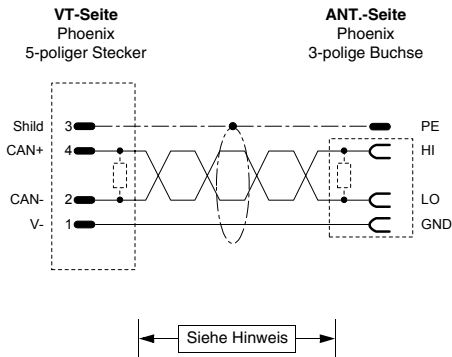 VT-Seite
Phoenix
5-poliger Stecker
ANT.-Seite
Phoenix
3-polige Buchse
Shild 3 PE
CAN+ 4 HI
CAN- 2 LO
V- 1 GND
Siehe Hinweis